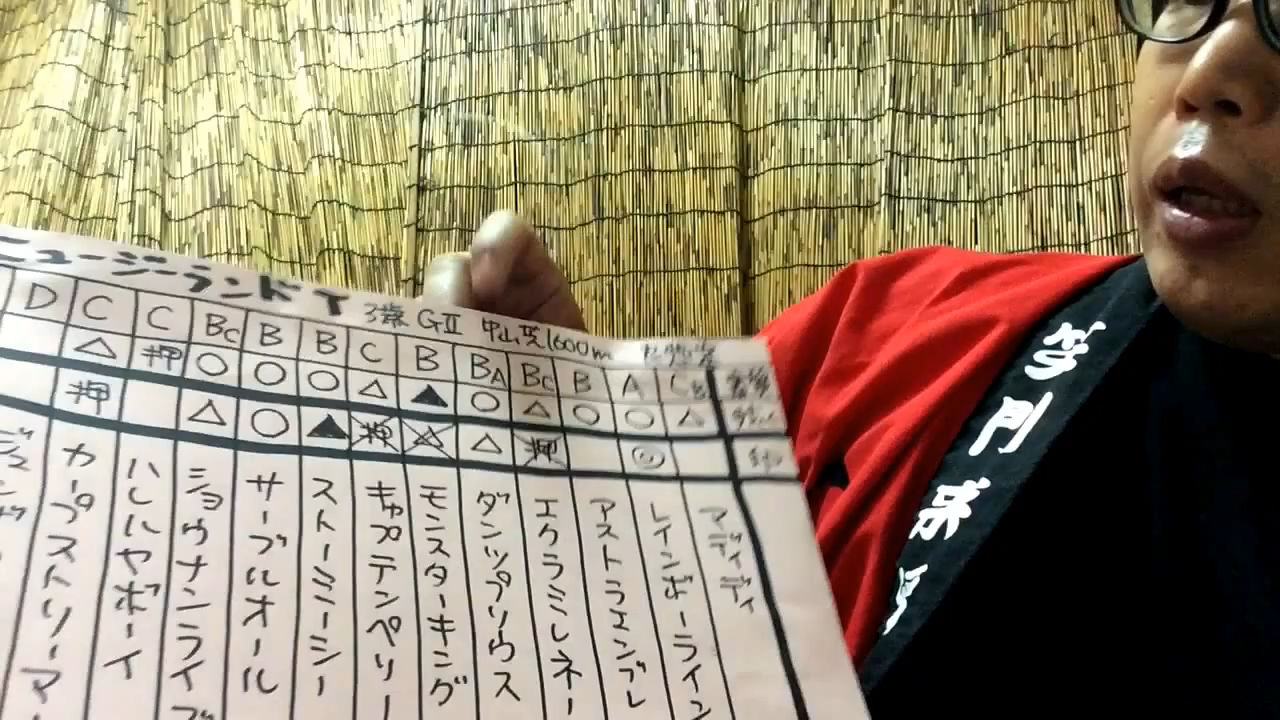 ニュージーランドT 3歳 GⅡ 中山芝1600m
D C C BC B B C B BA BC B A CB
△ 押 ○ ○ ○ △ ▲ ○ △ ○ ○ △
押 △ ○ ▲ 押 △ △ 押 ◎ 印
マディディ
レインボーライン
アストラエンブレ
エクラミレネー
ダンツプリウス
モンスターキング
キャプテンペリー
ストーミーシー
サーブルオール
ショウナンライズ
ハレルヤボーイ
カープストリーマ